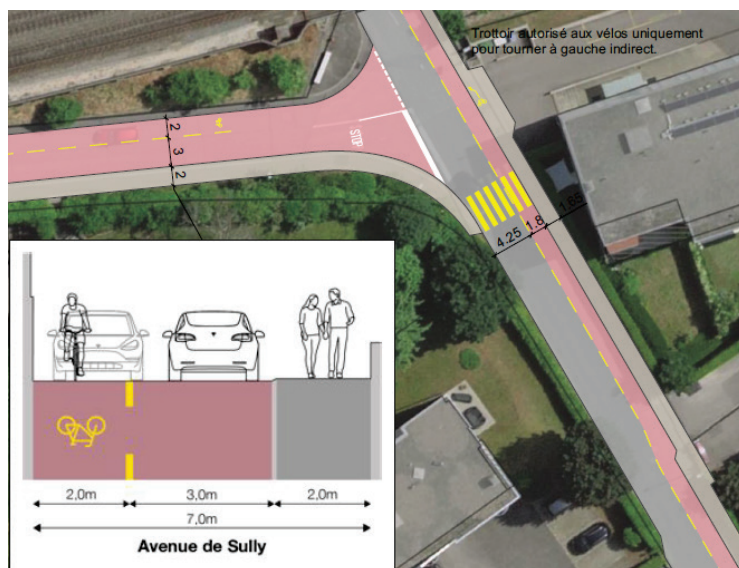 Trottoir autorisé aux vélos uniquement
pour tourner à gauche indirect.
2
3
2
STOP
4.25
1.8
1.65
2,0m
3,0m
2,0m
7,0m
Avenue de Sully